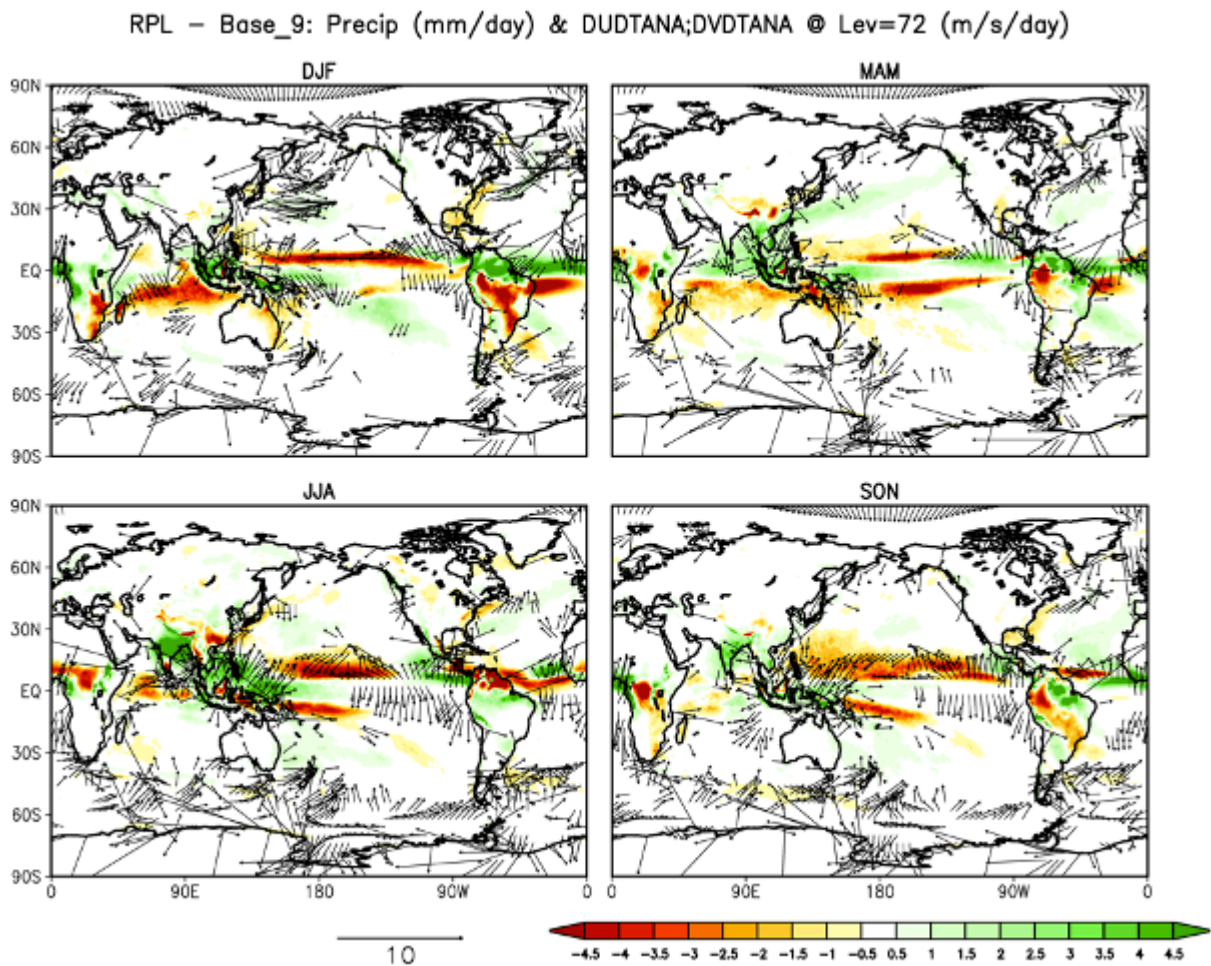 RPL - Base_9: Precip (mm/day) & DUDTANA;DVDTANA @ Lev=72 (m/s/day)
DJF
MAM
90N
60N
30N
EQ
30S
60S
90S
JJA
SON
90N
60N
30N
EQ
30S
60S
90S
0 90E 180 90W 0 90E 180 90W 0
10
-4.5 -4 -3.5 -3 -2.5 -2 -1.5 -1 -0.5 0.5 1 1.5 2 2.5 3 3.5 4 4.5